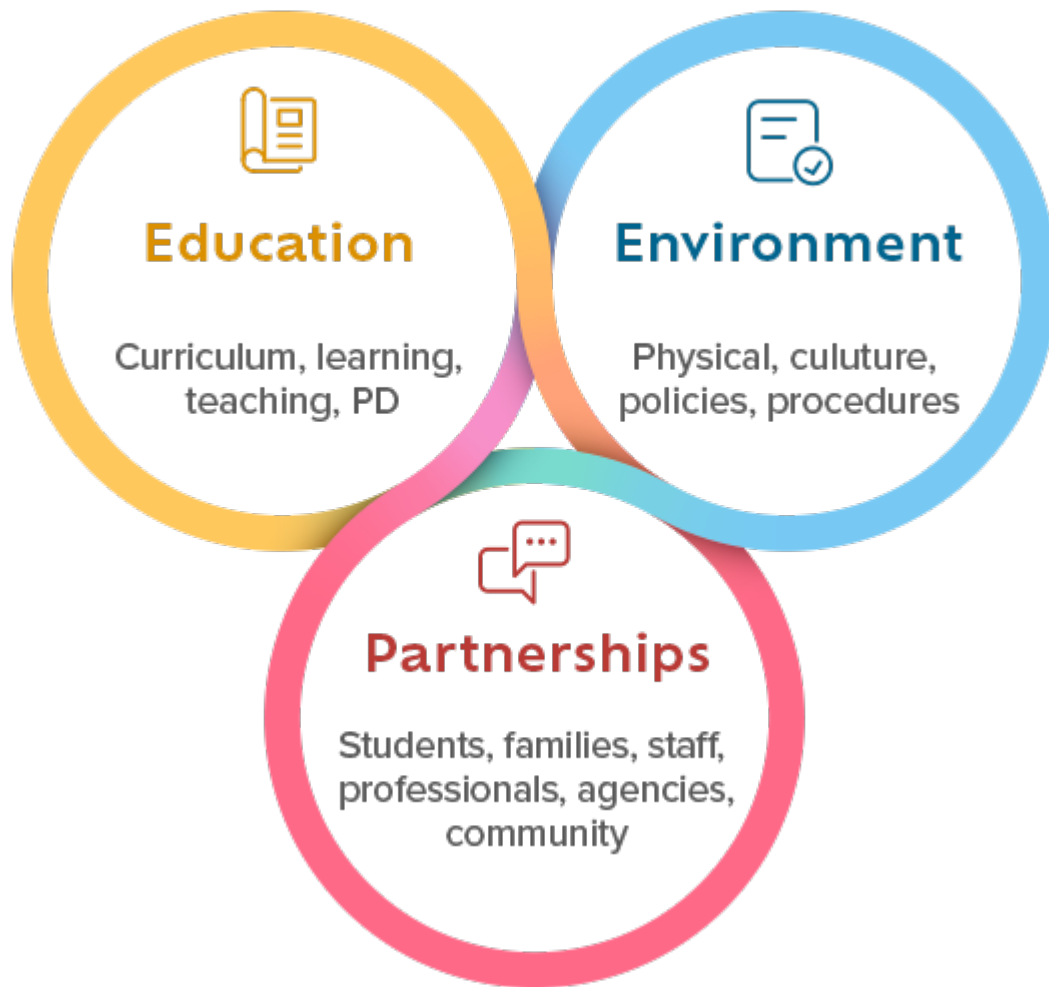 Education
Curriculum, learning,
teaching, PD
Environment
Physical, culuture,
policies, procedures
Partnerships
Students, families, staff,
professionals, agencies,
community